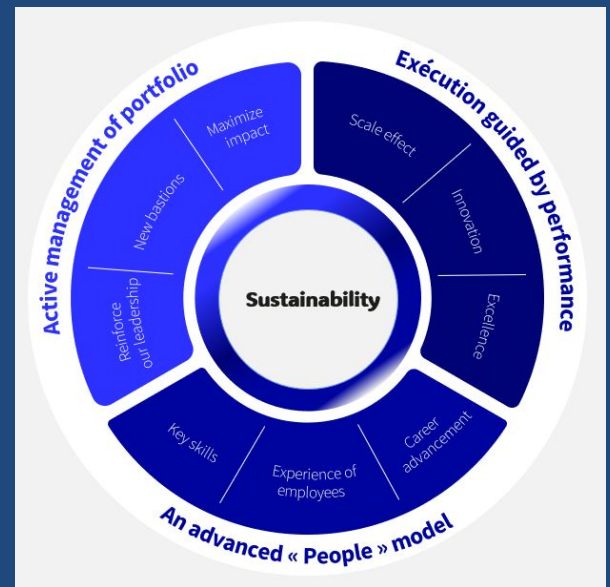 Active management of portfolio
Maximize
impact
New bastions
Reinforce
our leadership
Exécution guided by performance
Scale effect
Innovation
Excellence
Sustainability
Key skills
Experience of
employees
Career
advancement
An advanced « People » model